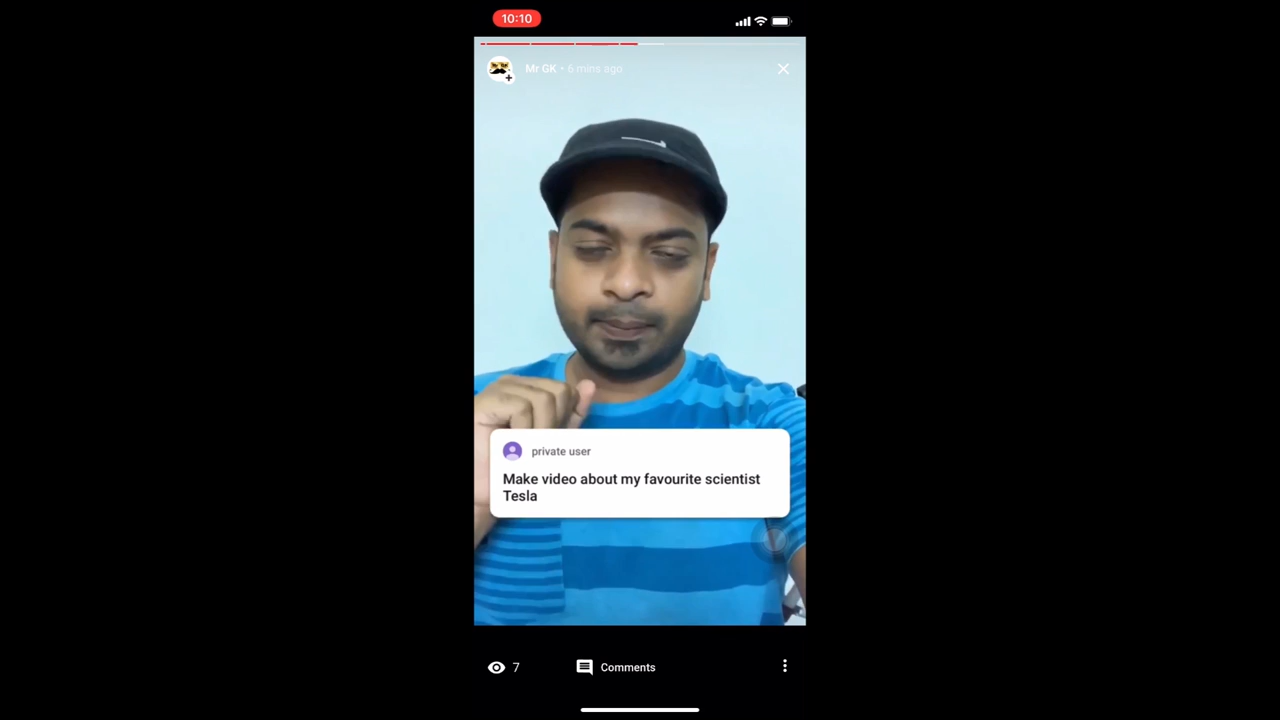 10:10
Mr GK • 6 mins ago
private user
Make video about my favourite scientist
Tesla
7
Comments